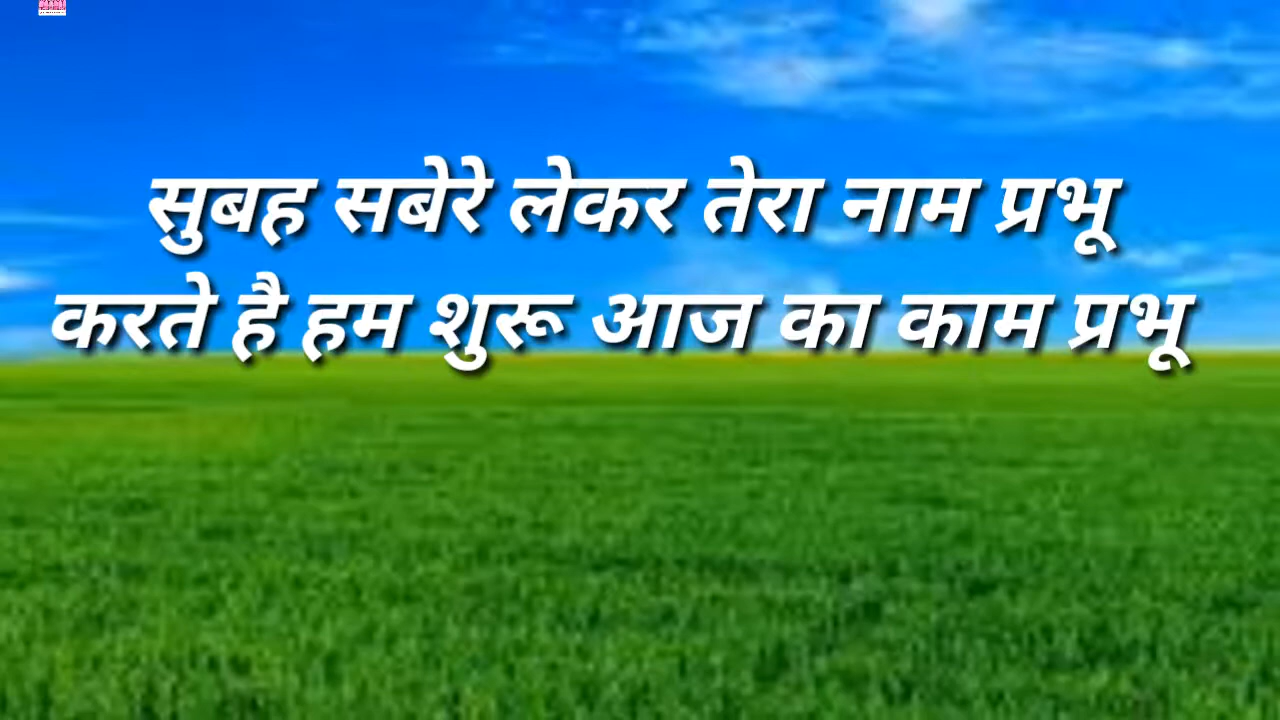 सुबह सबेरे लेकर तेरा नाम प्रभू
करते है हम शुरू आज का काम प्रभू